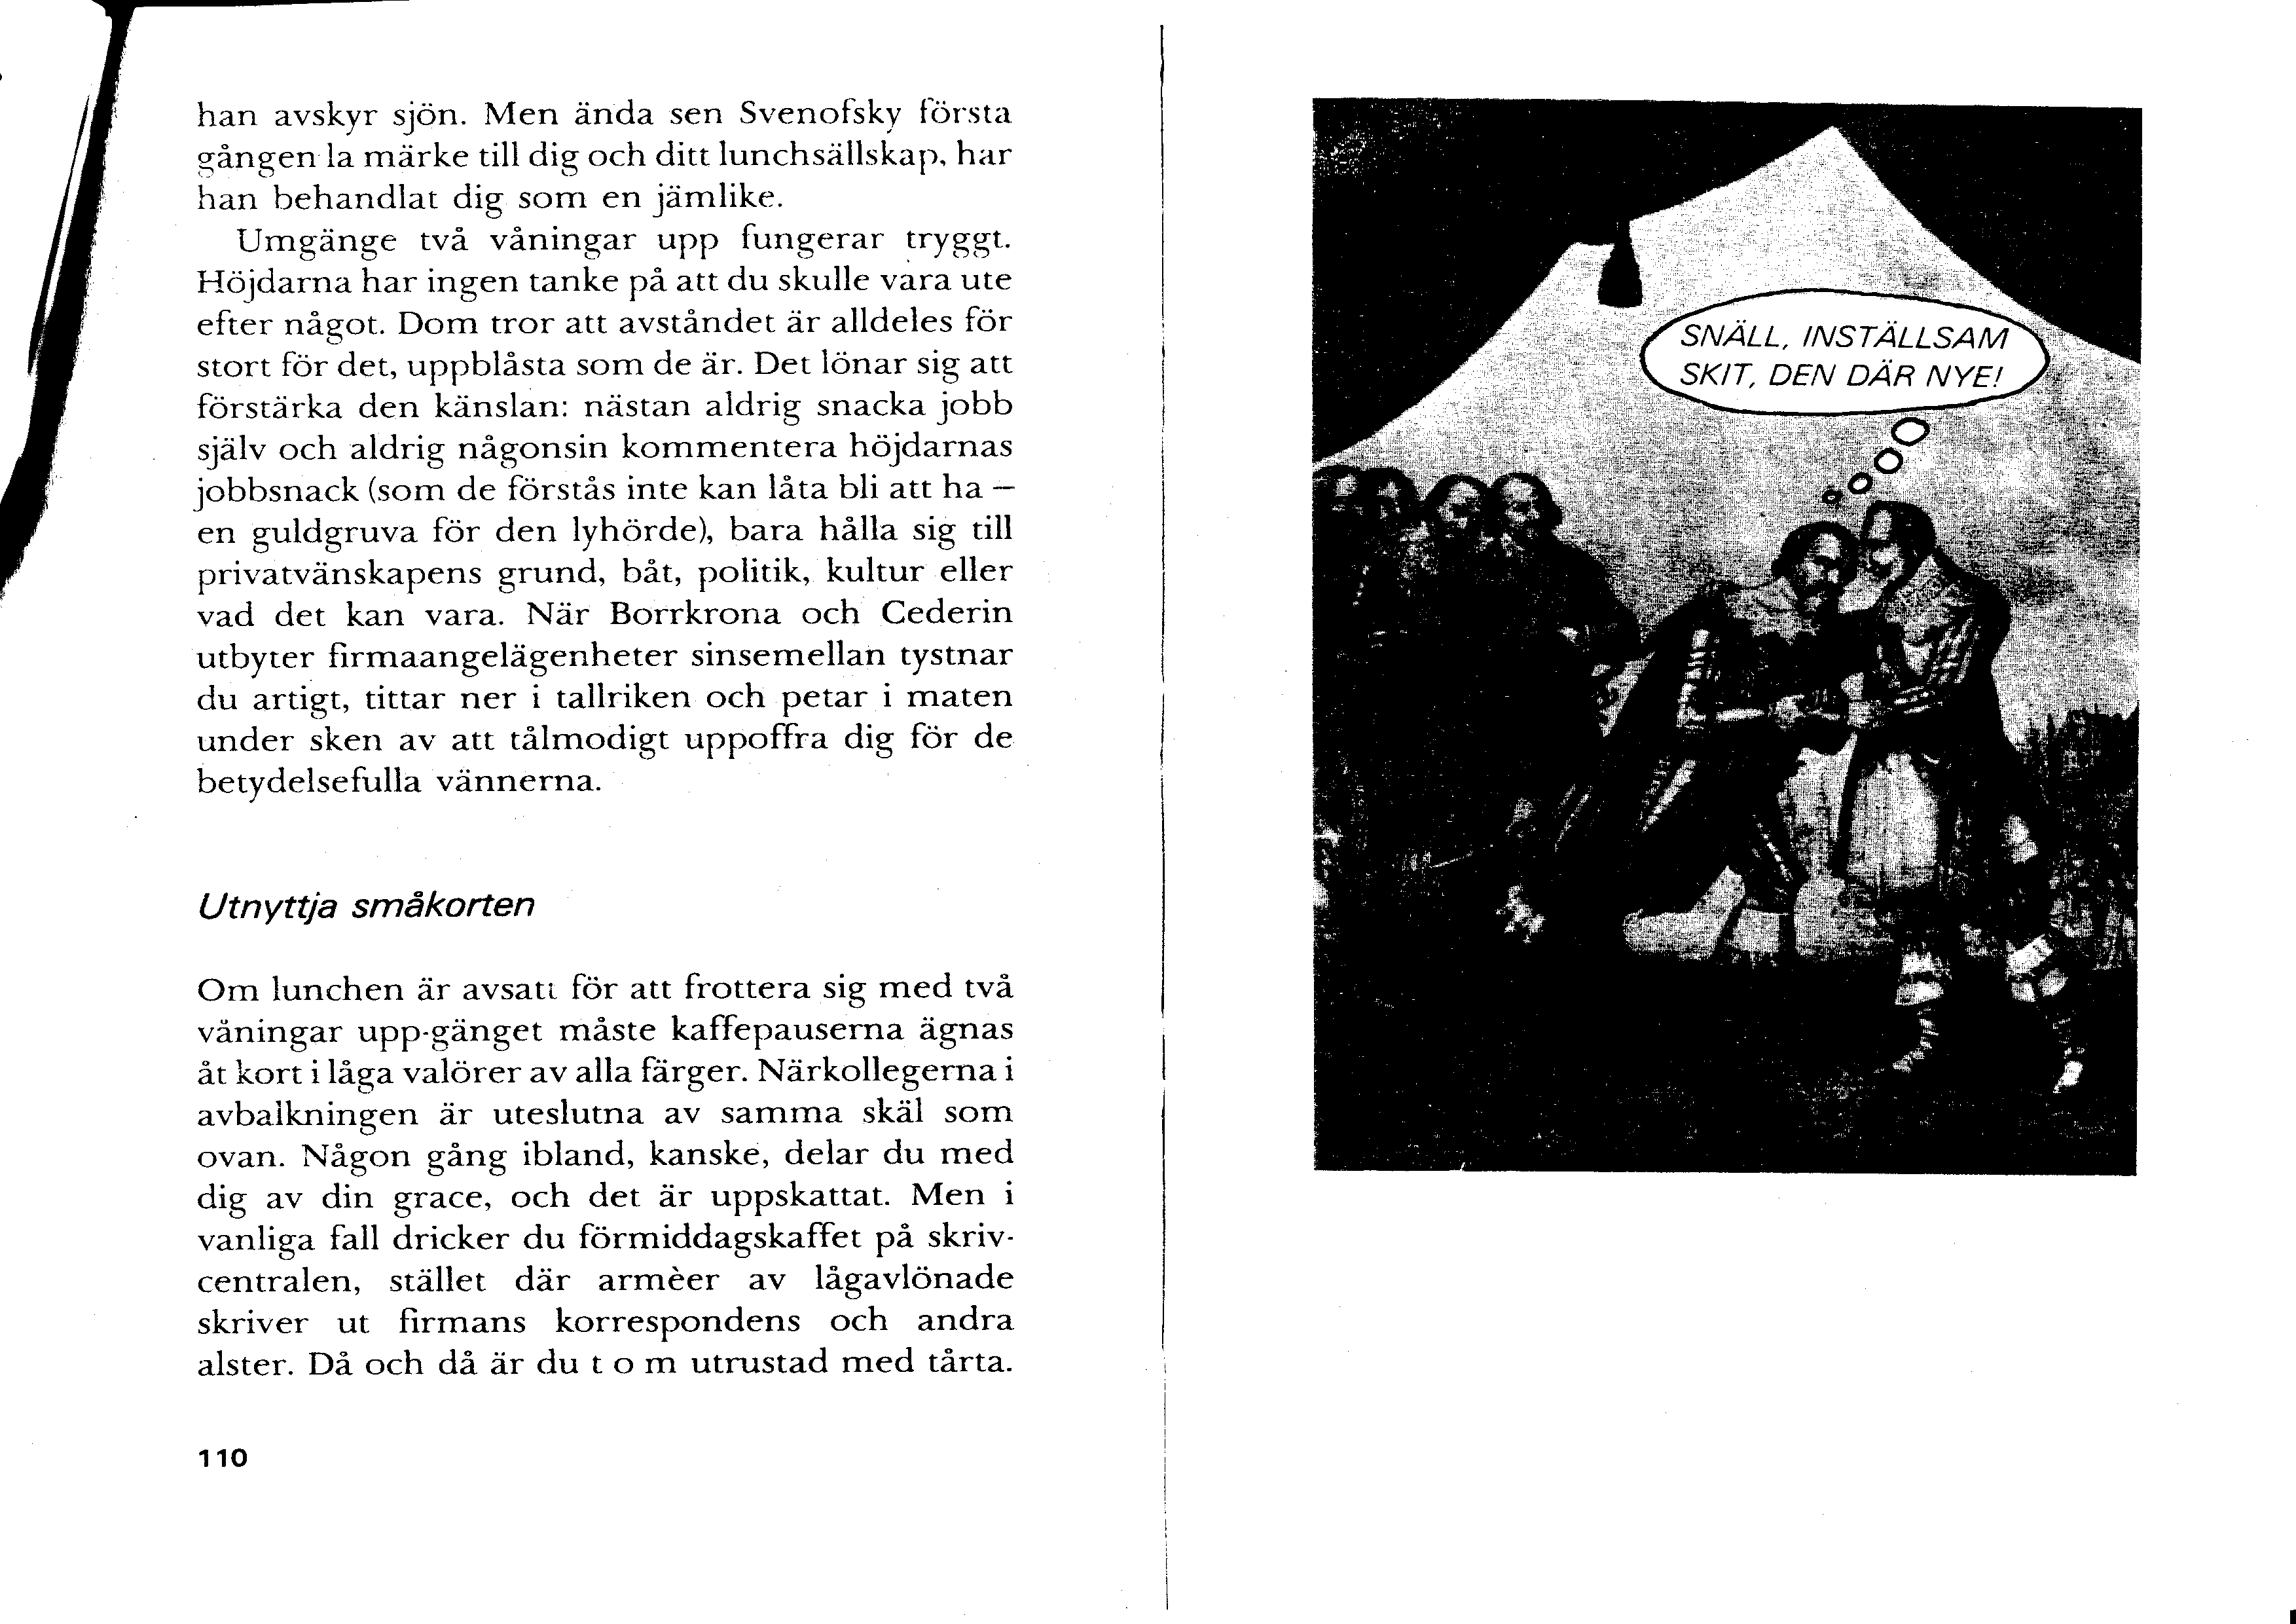 han avskyr sjön. Men ända sen Svenofsky första
gången la märke till dig och ditt lunchsällskap, har
han behandlat dig som en jämlike.
Umgänge två våningar upp fungerar tryggt.
Höjdarna har ingen tanke på att du skulle vara ute
efter något. Dom tror att avståndet är alldeles för
stort för det, uppblåsta som de är. Det lönar sig att
förstärka den känslan: nästan aldrig snacka jobb
själv och aldrig någonsin kommentera höjdarnas
jobbsnack (som de förstås inte kan låta bli att ha –
en guldgruva för den lyhörde), bara hålla sig till
privatvänskapens grund, båt, politik, kultur eller
vad det kan vara. När Borrkrona och Cederin
utbyter firmaangelägenheter sinsemellan tystnar
du artigt, tittar ner i tallriken och petar i maten
under sken av att tålmodigt uppoffra dig för de
betydelsefulla vännerna.
Utnyttja småkorten
Om lunchen är avsatt för att frottera sig med två
våningar upp-gänget måste kaffepauserna ägnas
åt kort i låga valörer av alla färger. Närkollegerna i
avbalkningen är uteslutna av samma skäl som
ovan. Någon gång ibland, kanske, delar du med
dig av din grace, och det är uppskattat. Men i
vanliga fall dricker du förmiddagskaffet på skriv-
centralen, stället där armèer av lågavlönade
skriver ut firmans korrespondens och andra
alster. Då och då är du t o m utrustad med tårta.
110
SNÄLL, INSTÄLLSAM
SKIT, DEN DÄR NYE!